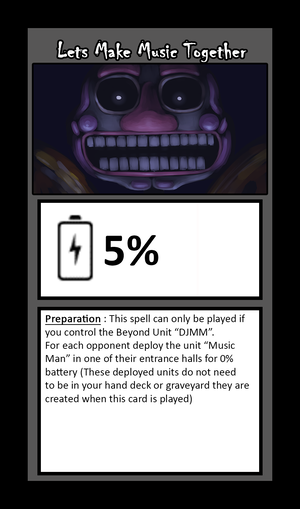 Lets Make Music Together
5%
Preparation : This spell can only be played if
you control the Beyond Unit “DJMM”.
For each opponent deploy the unit “Music
Man” in one of their entrance halls for 0%
battery (These deployed units do not need
to be in your hand deck or graveyard they are
created when this card is played)